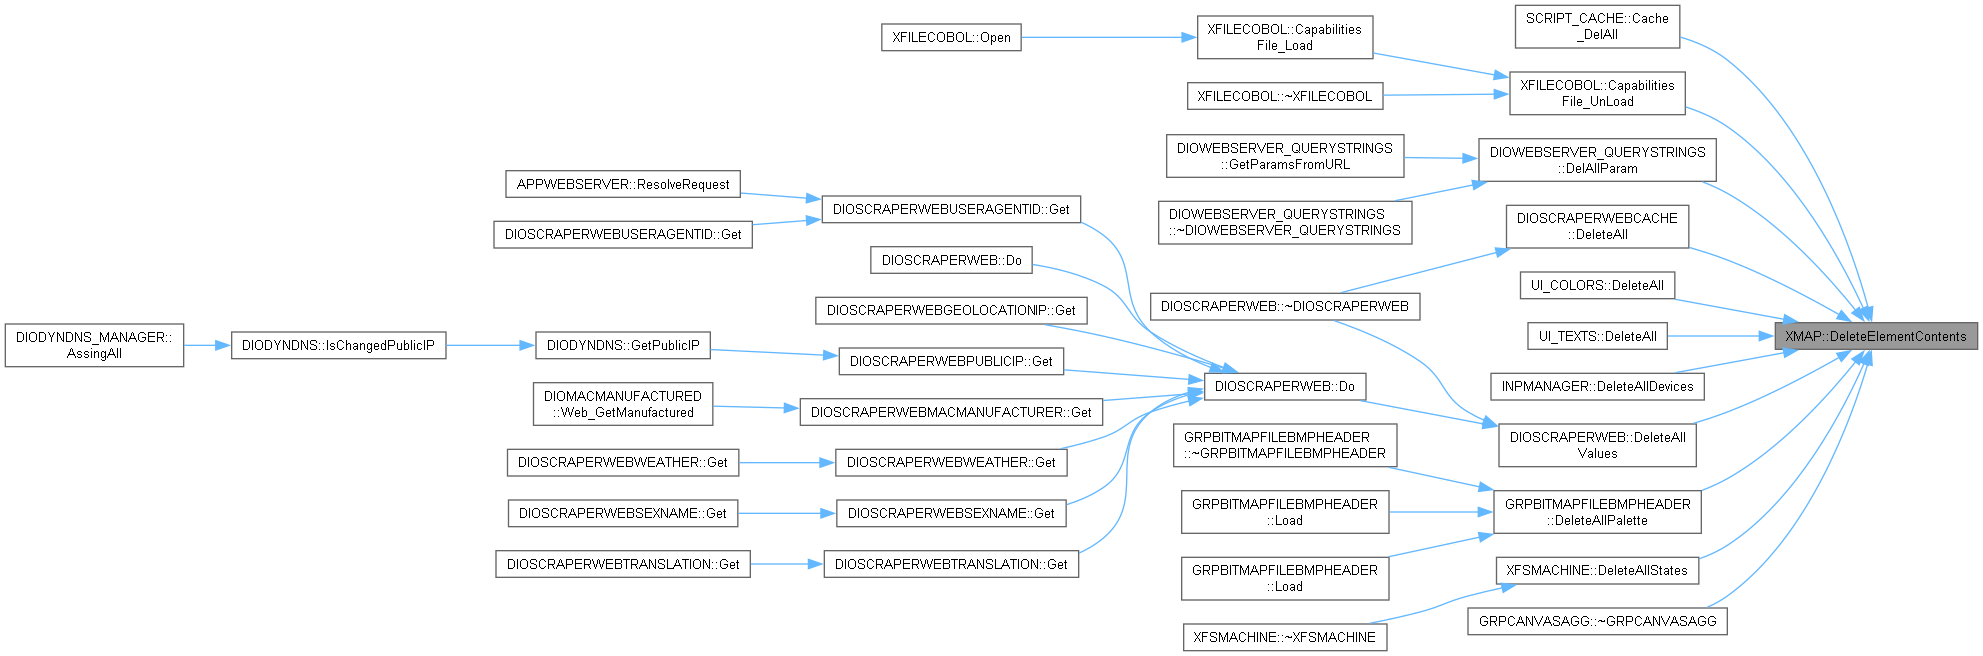 SCRIPT_CACHE::Cache
_DelAll
XFILECOBOL::Capabilities
File_Load
XFILECOBOL::Open
XFILECOBOL::Capabilities
File_UnLoad
XFILECOBOL::~XFILECOBOL
DIOWEBSERVER_QUERYSTRINGS
::GetParamsFromURL
DIOWEBSERVER_QUERYSTRINGS
::DelAllParam
APPWEBSERVER::ResolveRequest
DIOSCRAPERWEBUSERAGENTID::Get
DIOWEBSERVER_QUERYSTRINGS
::~DIOWEBSERVER_QUERYSTRINGS
DIOSCRAPERWEBCACHE
::DeleteAll
DIOSCRAPERWEBUSERAGENTID::Get
DIOSCRAPERWEB::Do
UI_COLORS::DeleteAll
DIOSCRAPERWEBGEOLOCATIONIP::Get
DIOSCRAPERWEB::~DIOSCRAPERWEB
DIODYNDNS_MANAGER::
AssingAll
DIODYNDNS::IsChangedPublicIP
DIODYNDNS::GetPublicIP
DIOSCRAPERWEBPUBLICIP::Get
UI_TEXTS::DeleteAll
XMAP::DeleteElementContents
DIOSCRAPERWEB::Do
INPMANAGER::DeleteAllDevices
DIOMACMANUFACTURED
::Web_GetManufactured
DIOSCRAPERWEBMACMANUFACTURER::Get
GRPBITMAPFILEBMPHEADER
::~GRPBITMAPFILEBMPHEADER
DIOSCRAPERWEB::DeleteAll
Values
DIOSCRAPERWEBWEATHER::Get
DIOSCRAPERWEBWEATHER::Get
DIOSCRAPERWEBSEXNAME::Get
DIOSCRAPERWEBSEXNAME::Get
GRPBITMAPFILEBMPHEADER
::Load
GRPBITMAPFILEBMPHEADER
::DeleteAllPalette
DIOSCRAPERWEBTRANSLATION::Get
DIOSCRAPERWEBTRANSLATION::Get
GRPBITMAPFILEBMPHEADER
::Load
XFSMACHINE::DeleteAllStates
XFSMACHINE::~XFSMACHINE
GRPCANVASAGG::~GRPCANVASAGG